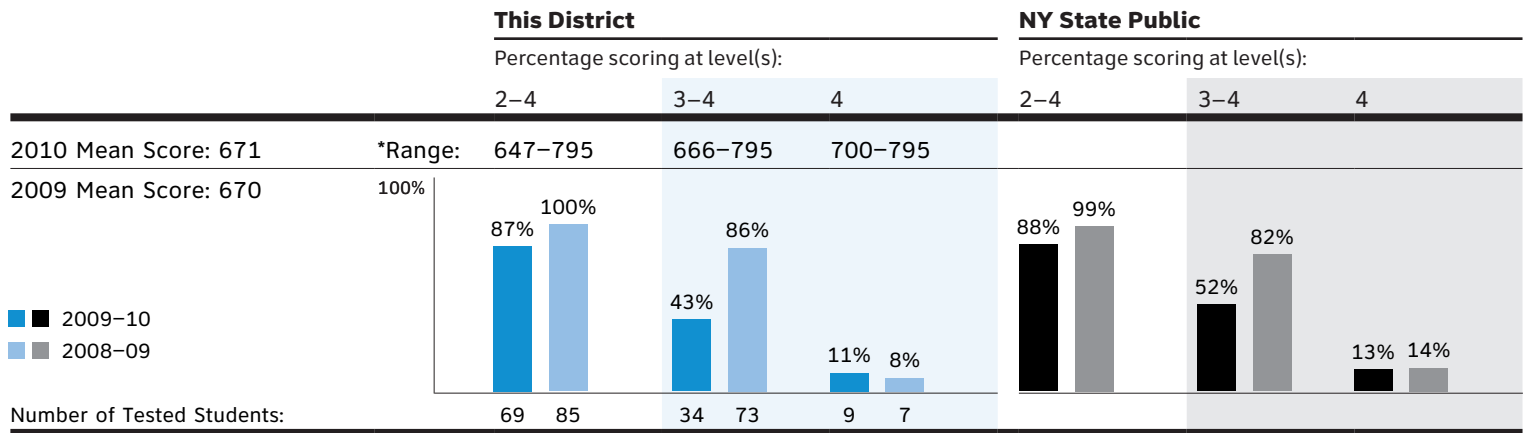 This District NY State Public
Percentage scoring at level(s): Percentage scoring at level(s):
2–4 3–4 4 2–4 3–4 4
2010 Mean Score: 671 *Range: 647–795 666–795 700–795
2009 Mean Score: 670 100%
87% 100% 43% 86% 11% 8% 88% 99% 52% 82% 13% 14%
2009–10
2008–09
Number of Tested Students: 69 85 34 73 9 7